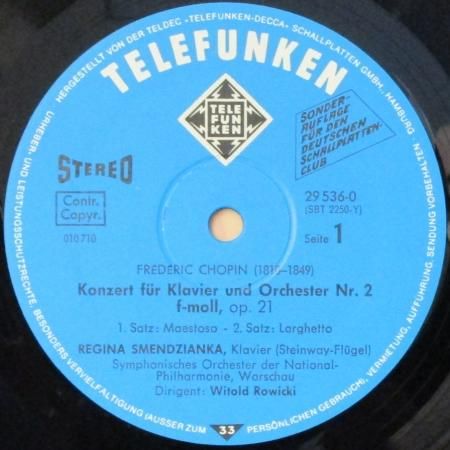 HERGESTELLT VON DER TELDEC »TELEFUNKEN-DECCA« SCHALLPLATTEN GMBH., HAMBURG
TELEFUNKEN
TELE
FUN
KEN
SONDER-
AUFLAGE
FÜR DEN
DEUTSCHEN
SCHALLPLATTEN-
CLUB
STEREO
Contr.
Copyr.
010710
29 536-0
(SBT 2250-Y)
Seite 1
FRÉDÉRIC CHOPIN (1810–1849)
Konzert für Klavier und Orchester Nr. 2
f-moll, op. 21
1. Satz: Maestoso - 2. Satz: Larghetto
REGINA SMENDZIANKA, Klavier (Steinway-Flügel)
Symphonisches Orchester der National-
Philharmonie, Warschau
Dirigent: Witold Rowicki
33
URHEBER- UND LEISTUNGSSCHUTZRECHTE, BESONDERS VERVIELFÄLTIGUNG (AUSSER ZUM PERSÖNLICHEN GEBRAUCH), VERMIETUNG, AUFFÜHRUNG, SENDUNG VORBEHALTEN.